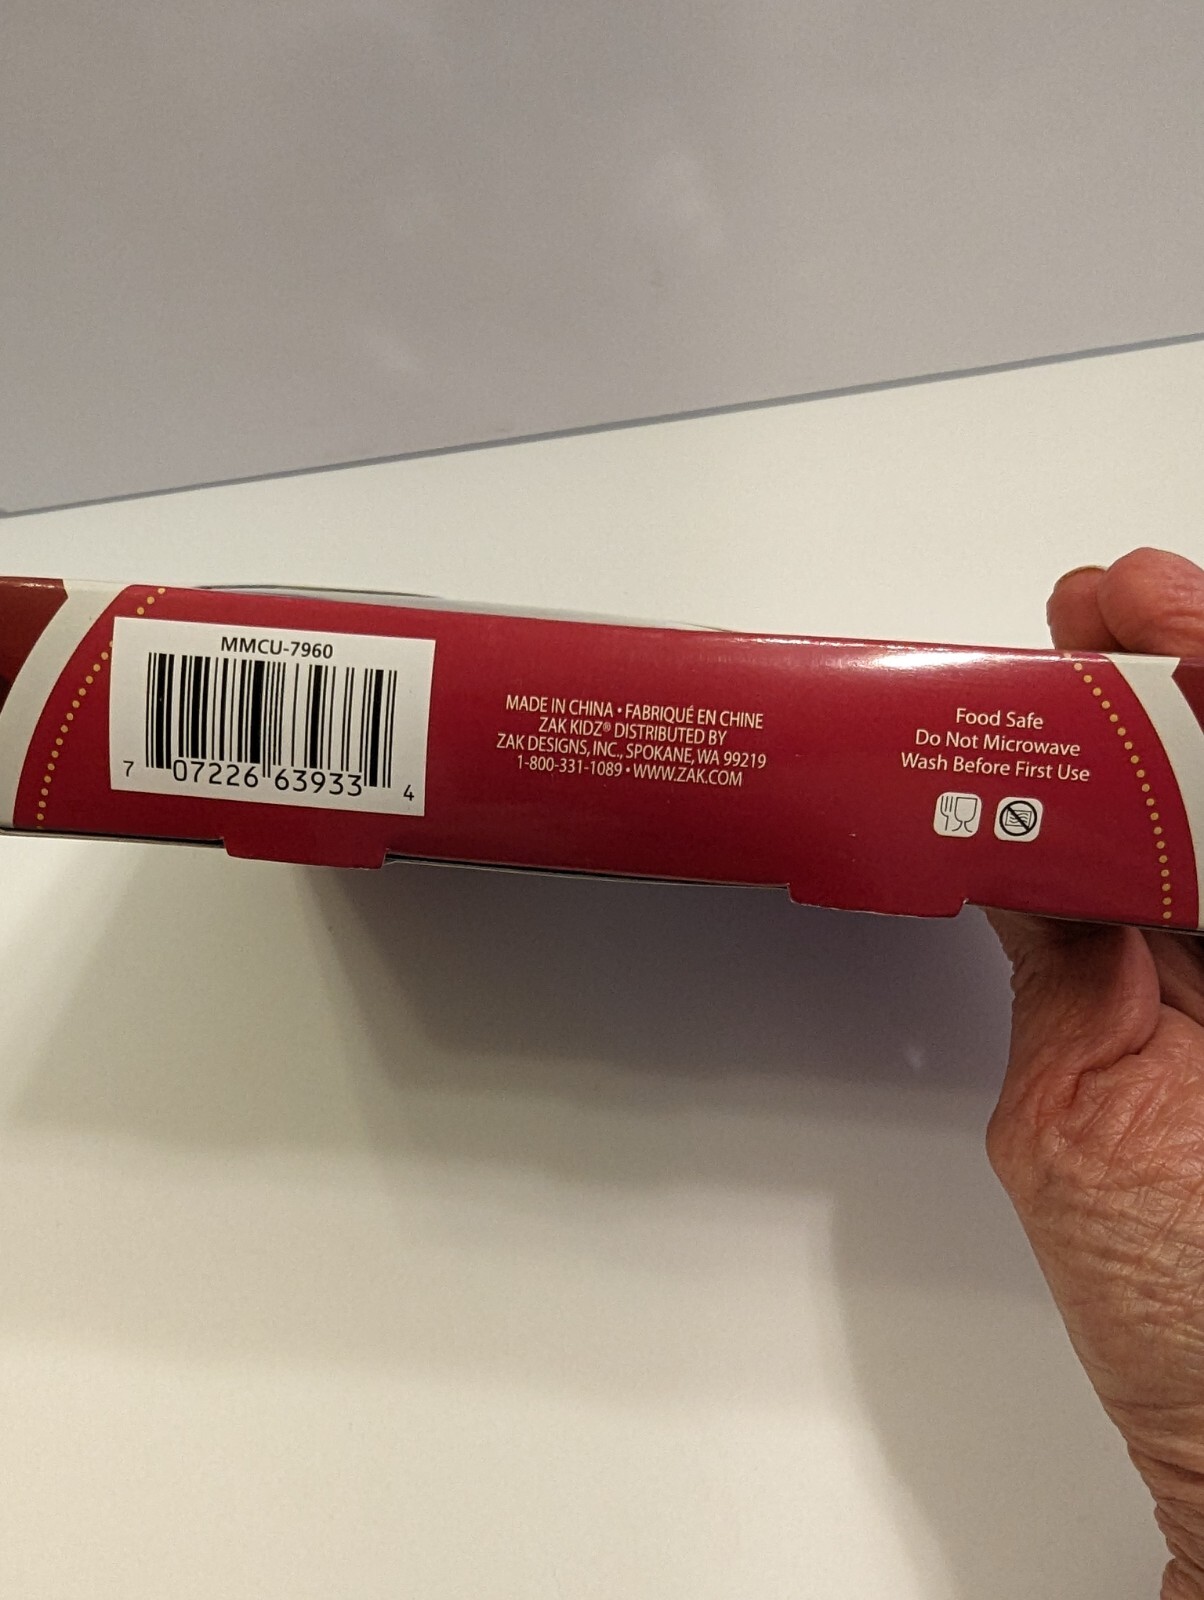 MMCU-7960
7 07226 63933 4
MADE IN CHINA • FABRIQUÉ EN CHINE
ZAK KIDZ® DISTRIBUTED BY
ZAK DESIGNS, INC., SPOKANE, WA 99219
1-800-331-1089 • WWW.ZAK.COM
Food Safe
Do Not Microwave
Wash Before First Use